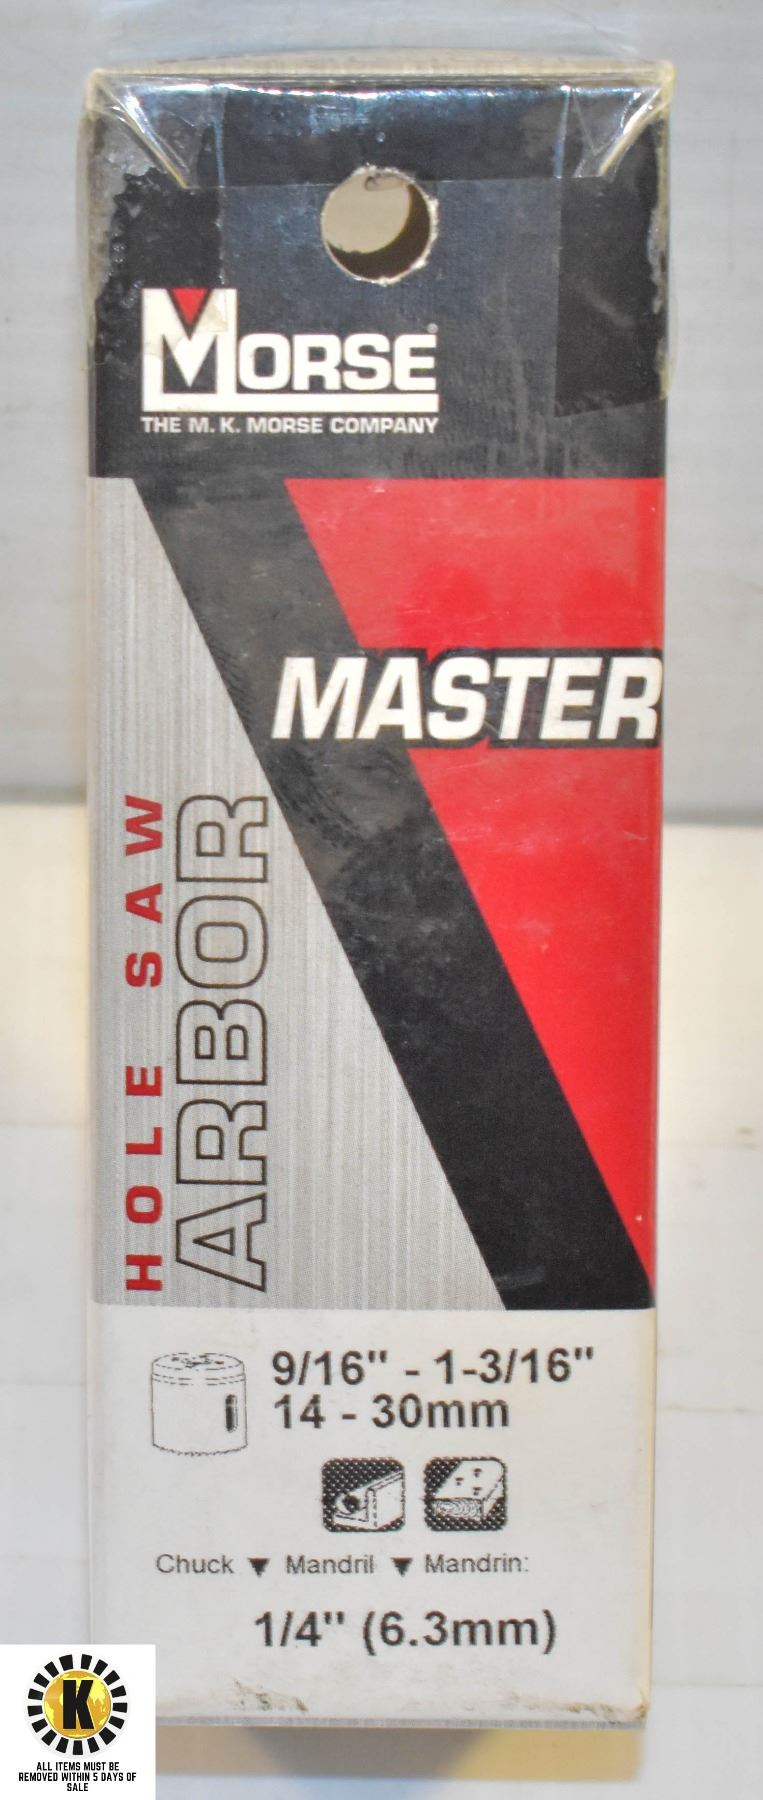 MORSE®
THE M. K. MORSE COMPANY
MASTER
HOLE SAW
ARBOR
9/16" - 1-3/16"
14 - 30mm
Chuck ▼ Mandril ▼ Mandrin:
1/4" (6.3mm)
K
ALL ITEMS MUST BE
REMOVED WITHIN 5 DAYS OF
SALE